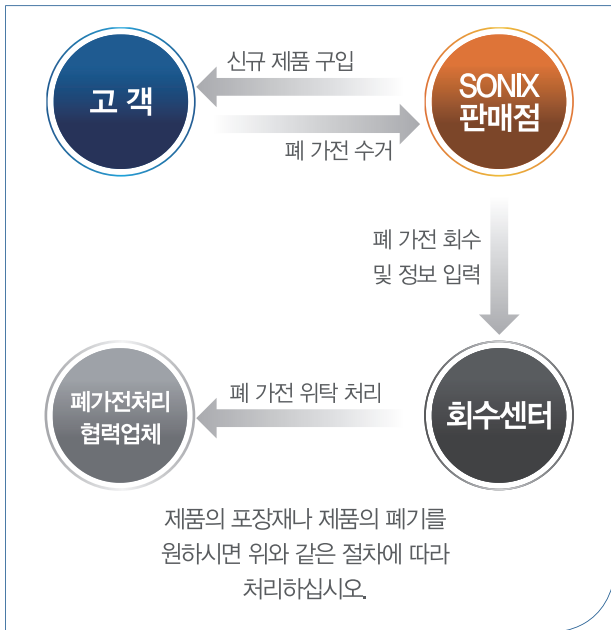 신규 제품 구입
고 객
SONIX
판매점
폐 가전 수거
폐 가전 회수
및 정보 입력
폐 가전 위탁 처리
폐가전처리
협력업체
회수센터
제품의 포장재나 제품의 폐기를
원하시면 위와 같은 절차에 따라
처리하십시오.